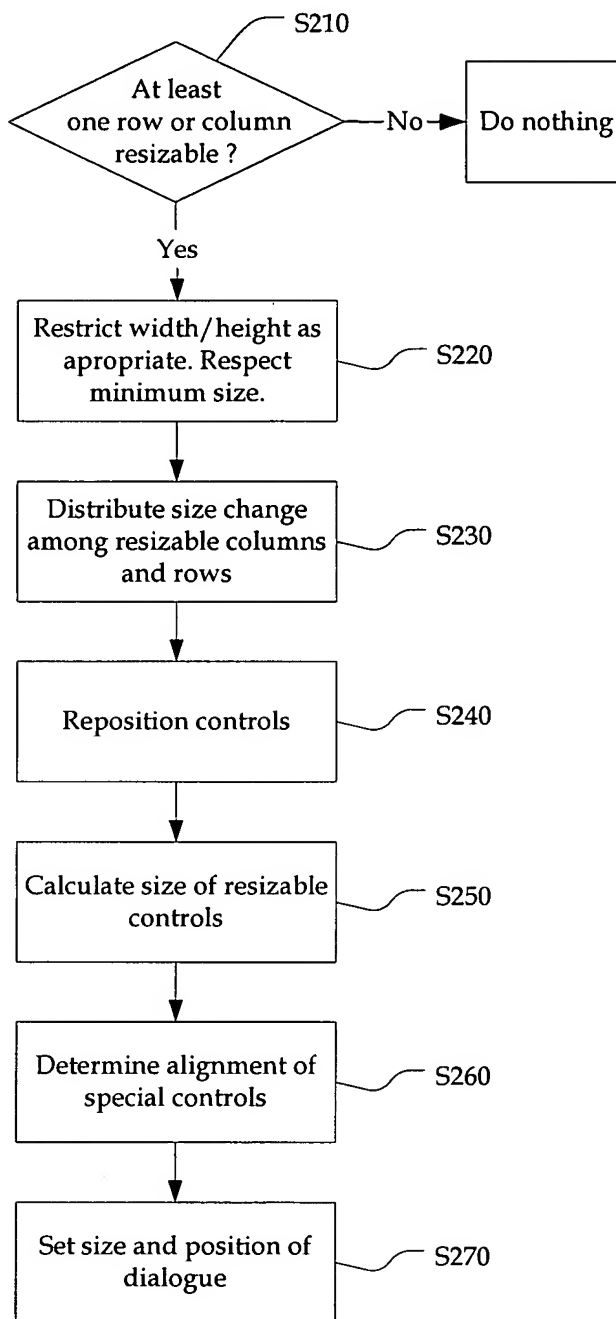 S210
At least
one row or column
resizable ?
No
Do nothing
Yes
Restrict width/height as
apropriate. Respect
minimum size.
S220
Distribute size change
among resizable columns
and rows
S230
Reposition controls
S240
Calculate size of resizable
controls
S250
Determine alignment of
special controls
S260
Set size and position of
dialogue
S270